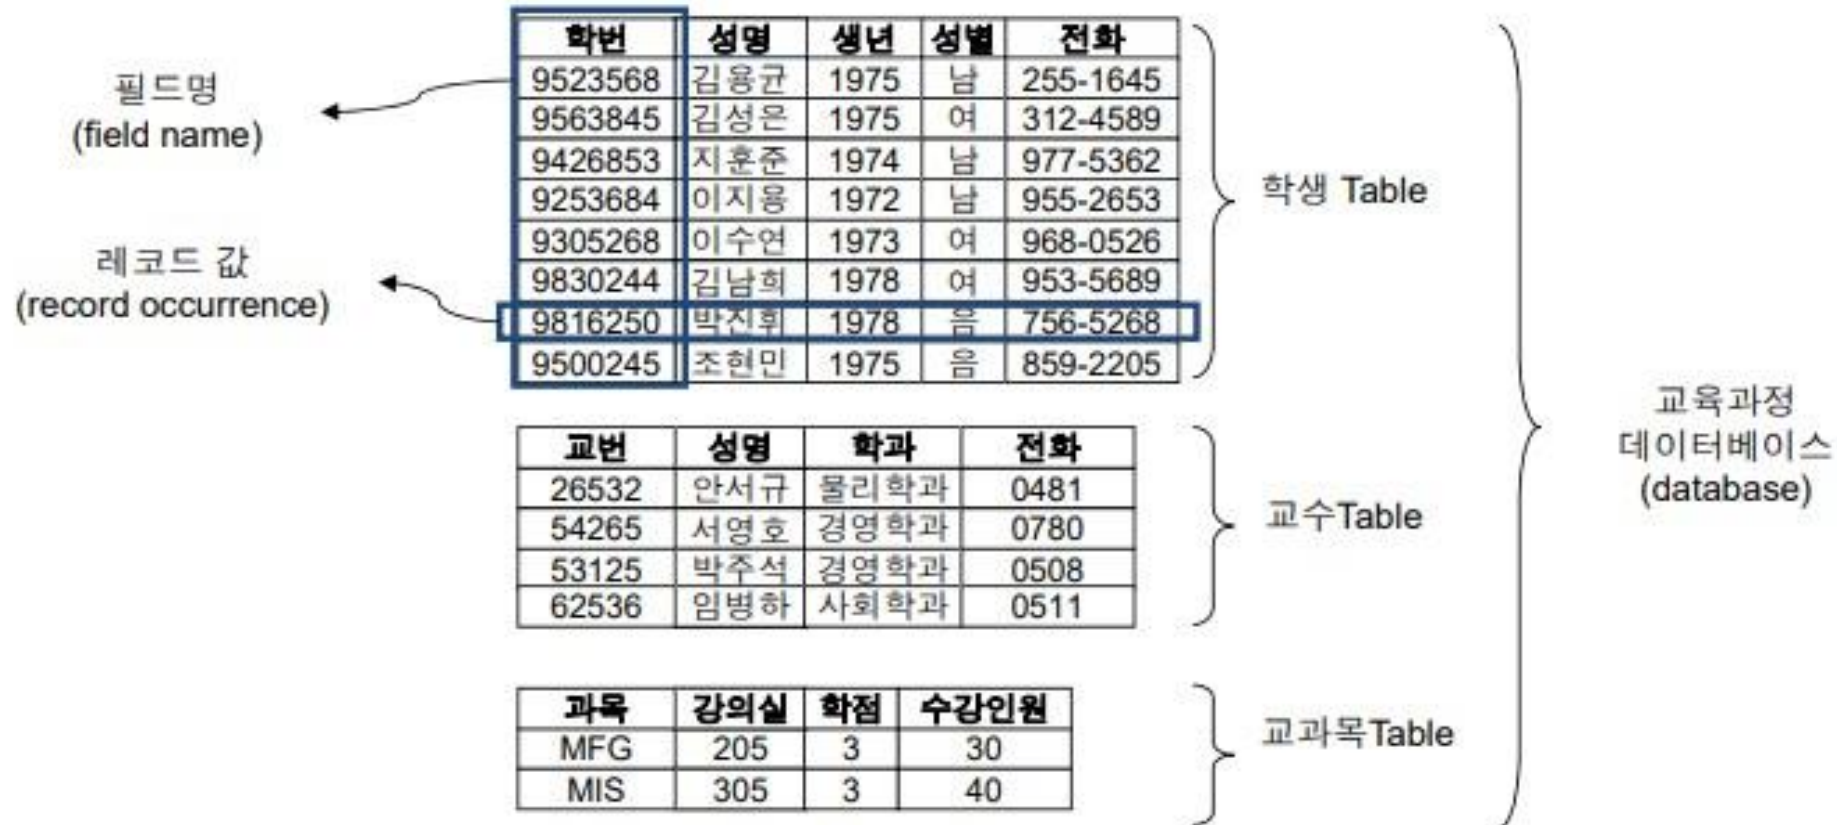 필드명
(field name)
레코드 값
(record occurrence)
학번 성명 생년 성별 전화
9523568 김용균 1975 남 255-1645
9563845 김성은 1975 여 312-4589
9426853 지훈준 1974 남 977-5362
9253684 이지용 1972 남 955-2653
9305268 이수연 1973 여 968-0526
9830244 김남희 1978 여 953-5689
9816250 박진휘 1978 음 756-5268
9500245 조현민 1975 음 859-2205
학생 Table
교번 성명 학과 전화
26532 안서규 물리학과 0481
54265 서영호 경영학과 0780
53125 박주석 경영학과 0508
62536 임병하 사회학과 0511
교수Table
과목 강의실 학점 수강인원
MFG 205 3 30
MIS 305 3 40
교과목Table
교육과정
데이터베이스
(database)